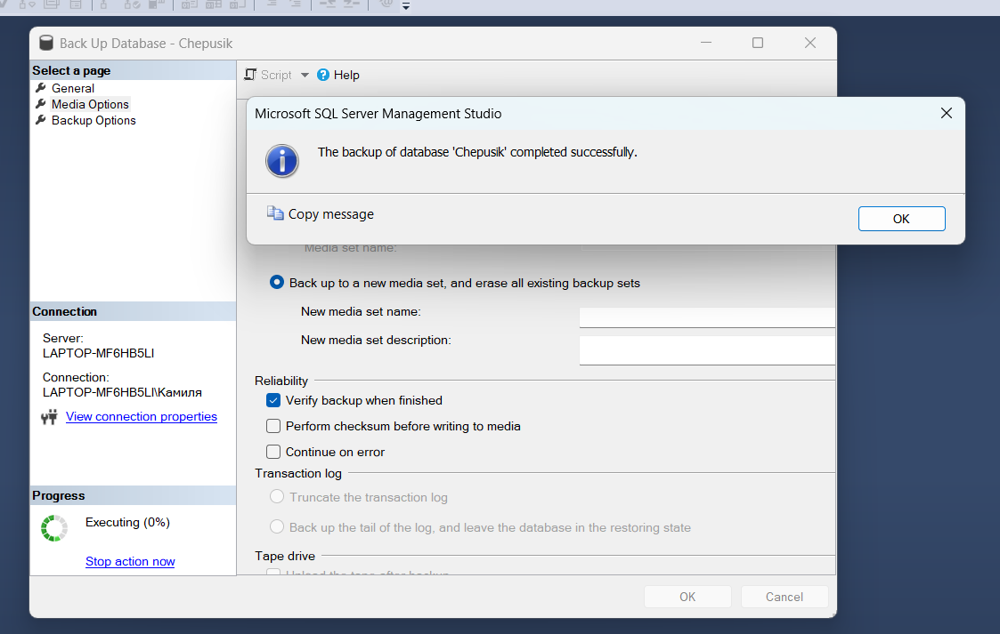 Back Up Database - Chepusik
Select a page
General
Media Options
Backup Options
Script
Help
Microsoft SQL Server Management Studio
The backup of database 'Chepusik' completed successfully.
Copy message
OK
Media set name:
Back up to a new media set, and erase all existing backup sets
New media set name:
New media set description:
Reliability
Verify backup when finished
Perform checksum before writing to media
Continue on error
Transaction log
Truncate the transaction log
Back up the tail of the log, and leave the database in the restoring state
Tape drive
Unload the tape after backup
Connection
Server:
LAPTOP-MF6HB5LI
Connection:
LAPTOP-MF6HB5LI\Камиля
View connection properties
Progress
Executing (0%)
Stop action now
OK
Cancel